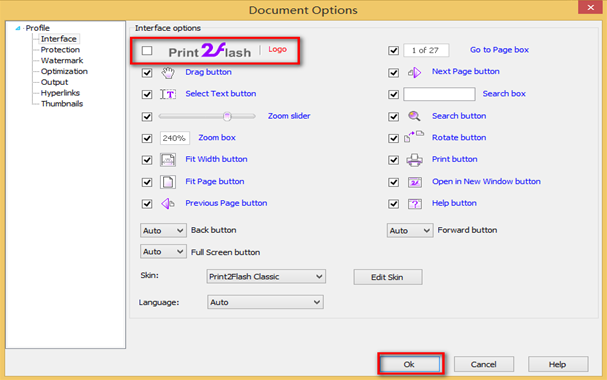 Document Options
Profile
Interface
Protection
Watermark
Optimization
Output
Hyperlinks
Thumbnails
Interface options
Print 2Flash | Logo
Drag button
Select Text button
Zoom slider
240% Zoom box
Fit Width button
Fit Page button
Previous Page button
1 of 27 Go to Page box
Next Page button
Search box
Search button
Rotate button
Print button
Open in New Window button
Help button
Auto Back button
Auto Forward button
Auto Full Screen button
Skin: Print2Flash Classic Edit Skin
Language: Auto
Ok Cancel Help